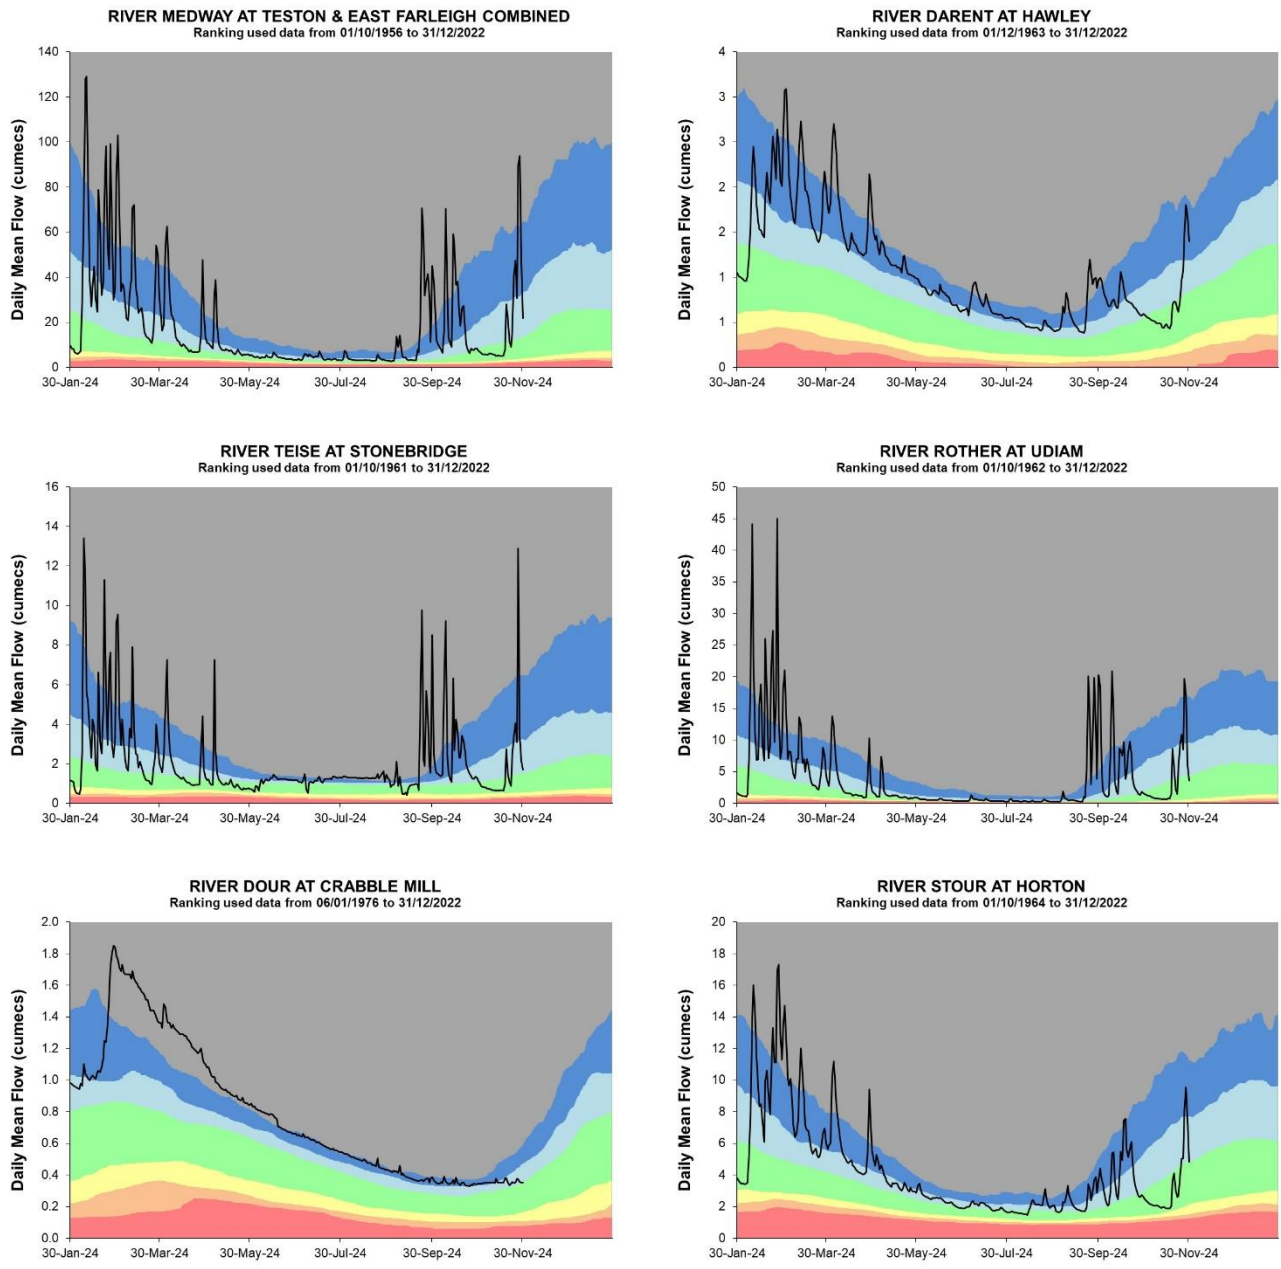 RIVER MEDWAY AT TESTON & EAST FARLEIGH COMBINED
Ranking used data from 01/10/1956 to 31/12/2022
Daily Mean Flow (cumecs)
140
120
100
80
60
40
20
0
30-Jan-24 30-Mar-24 30-May-24 30-Jul-24 30-Sep-24 30-Nov-24
RIVER DARENT AT HAWLEY
Ranking used data from 01/12/1963 to 31/12/2022
Daily Mean Flow (cumecs)
4
3
3
2
2
1
1
0
30-Jan-24 30-Mar-24 30-May-24 30-Jul-24 30-Sep-24 30-Nov-24
RIVER TEISE AT STONEBRIDGE
Ranking used data from 01/10/1961 to 31/12/2022
Daily Mean Flow (cumecs)
16
14
12
10
8
6
4
2
0
30-Jan-24 30-Mar-24 30-May-24 30-Jul-24 30-Sep-24 30-Nov-24
RIVER ROTHER AT UDIAM
Ranking used data from 01/10/1962 to 31/12/2022
Daily Mean Flow (cumecs)
50
45
40
35
30
25
20
15
10
5
0
30-Jan-24 30-Mar-24 30-May-24 30-Jul-24 30-Sep-24 30-Nov-24
RIVER DOUR AT CRABBLE MILL
Ranking used data from 06/01/1976 to 31/12/2022
Daily Mean Flow (cumecs)
2.0
1.8
1.6
1.4
1.2
1.0
0.8
0.6
0.4
0.2
0.0
30-Jan-24 30-Mar-24 30-May-24 30-Jul-24 30-Sep-24 30-Nov-24
RIVER STOUR AT HORTON
Ranking used data from 01/10/1964 to 31/12/2022
Daily Mean Flow (cumecs)
20
18
16
14
12
10
8
6
4
2
0
30-Jan-24 30-Mar-24 30-May-24 30-Jul-24 30-Sep-24 30-Nov-24